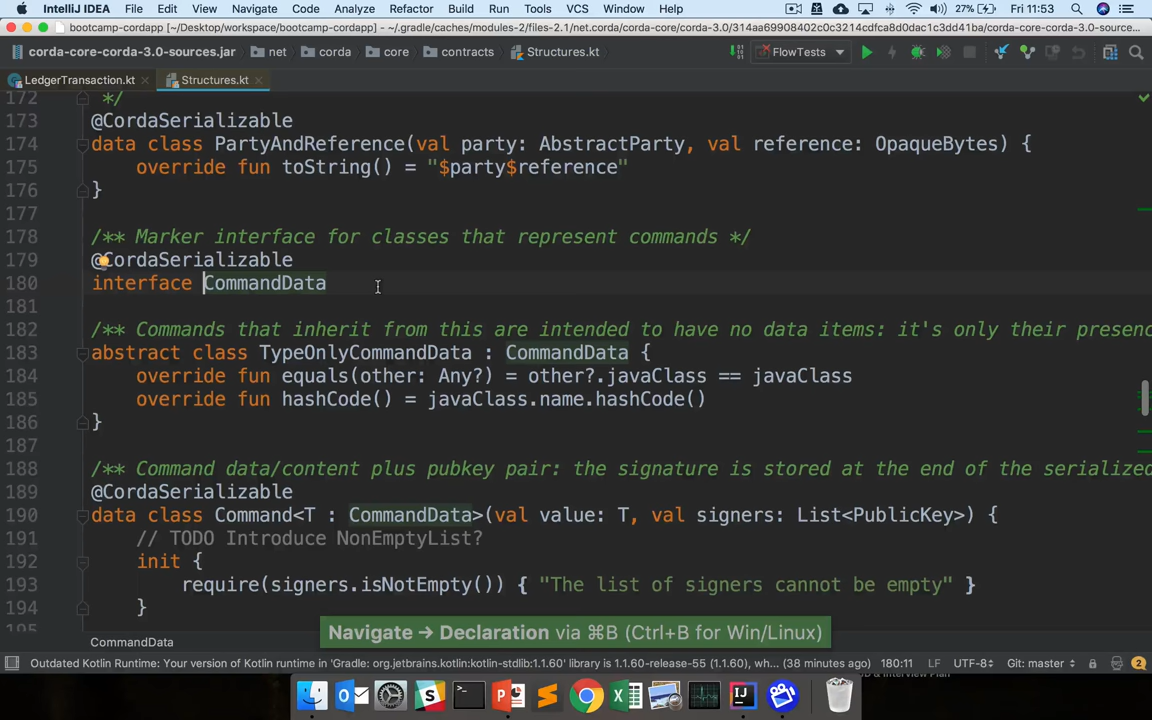 IntelliJ IDEA File Edit View Navigate Code Analyze Refactor Build Run Tools VCS Window Help 27% Fri 11:53
bootcamp-cordapp [~/Desktop/workspace/bootcamp-cordapp] - ~/.gradle/caches/modules-2/files-2.1/net.corda/corda-core/corda-3.0/314aa69908402c0c0d7bc0cafdca8d0dac1c3dd41ba/corda-core-corda-3.0-source...
corda-core-corda-3.0-sources.jar net corda core contracts Structures.kt FlowTests
LedgerTransaction.kt Structures.kt
172 */
173 @CordaSerializable
174 data class PartyAndReference(val party: AbstractParty, val reference: OpaqueBytes) {
175 override fun toString() = "$party$reference"
176 }
177
178 /** Marker interface for classes that represent commands */
179 @CordaSerializable
180 interface CommandData
181
182 /** Commands that inherit from this are intended to have no data items: it's only their presenc
183 abstract class TypeOnlyCommandData : CommandData {
184 override fun equals(other: Any?) = other?.javaClass == javaClass
185 override fun hashCode() = javaClass.name.hashCode()
186 }
187
188 /** Command data/content plus pubkey pair: the signature is stored at the end of the serialized
189 @CordaSerializable
190 data class Command<T : CommandData>(val value: T, val signers: List<PublicKey>) {
191 // TODO Introduce NonEmptyList?
192 init {
193 require(signers.isNotEmpty()) { "The list of signers cannot be empty" }
194 }
195
Navigate → Declaration via ⌘B (Ctrl+B for Win/Linux)
CommandData
Outdated Kotlin Runtime: Your version of Kotlin runtime in 'Gradle: org.jetbrains.kotlin:kotlin-stdlib:1.1.60' library is 1.1.60-release-55 (1.1.60), wh... (38 minutes ago) 180:11 LF UTF-8 Git: master 2